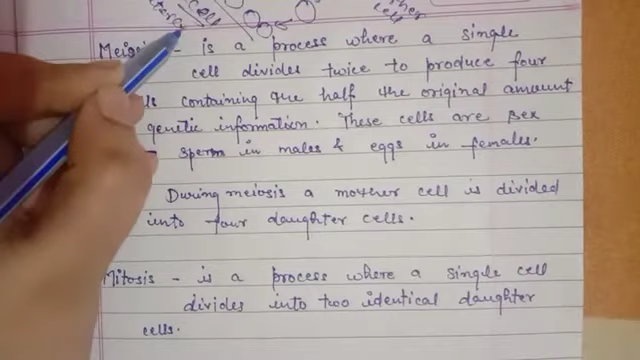 cell
cell
Meiosis - is a process where a single
cell divides twice to produce four
containing the half the original amount
genetic information. These cells are sex
sperm in males & eggs in females.
During meiosis a mother cell is divided
into four daughter cells.
Mitosis - is a process where a single cell
divides into two identical daughter
cells.